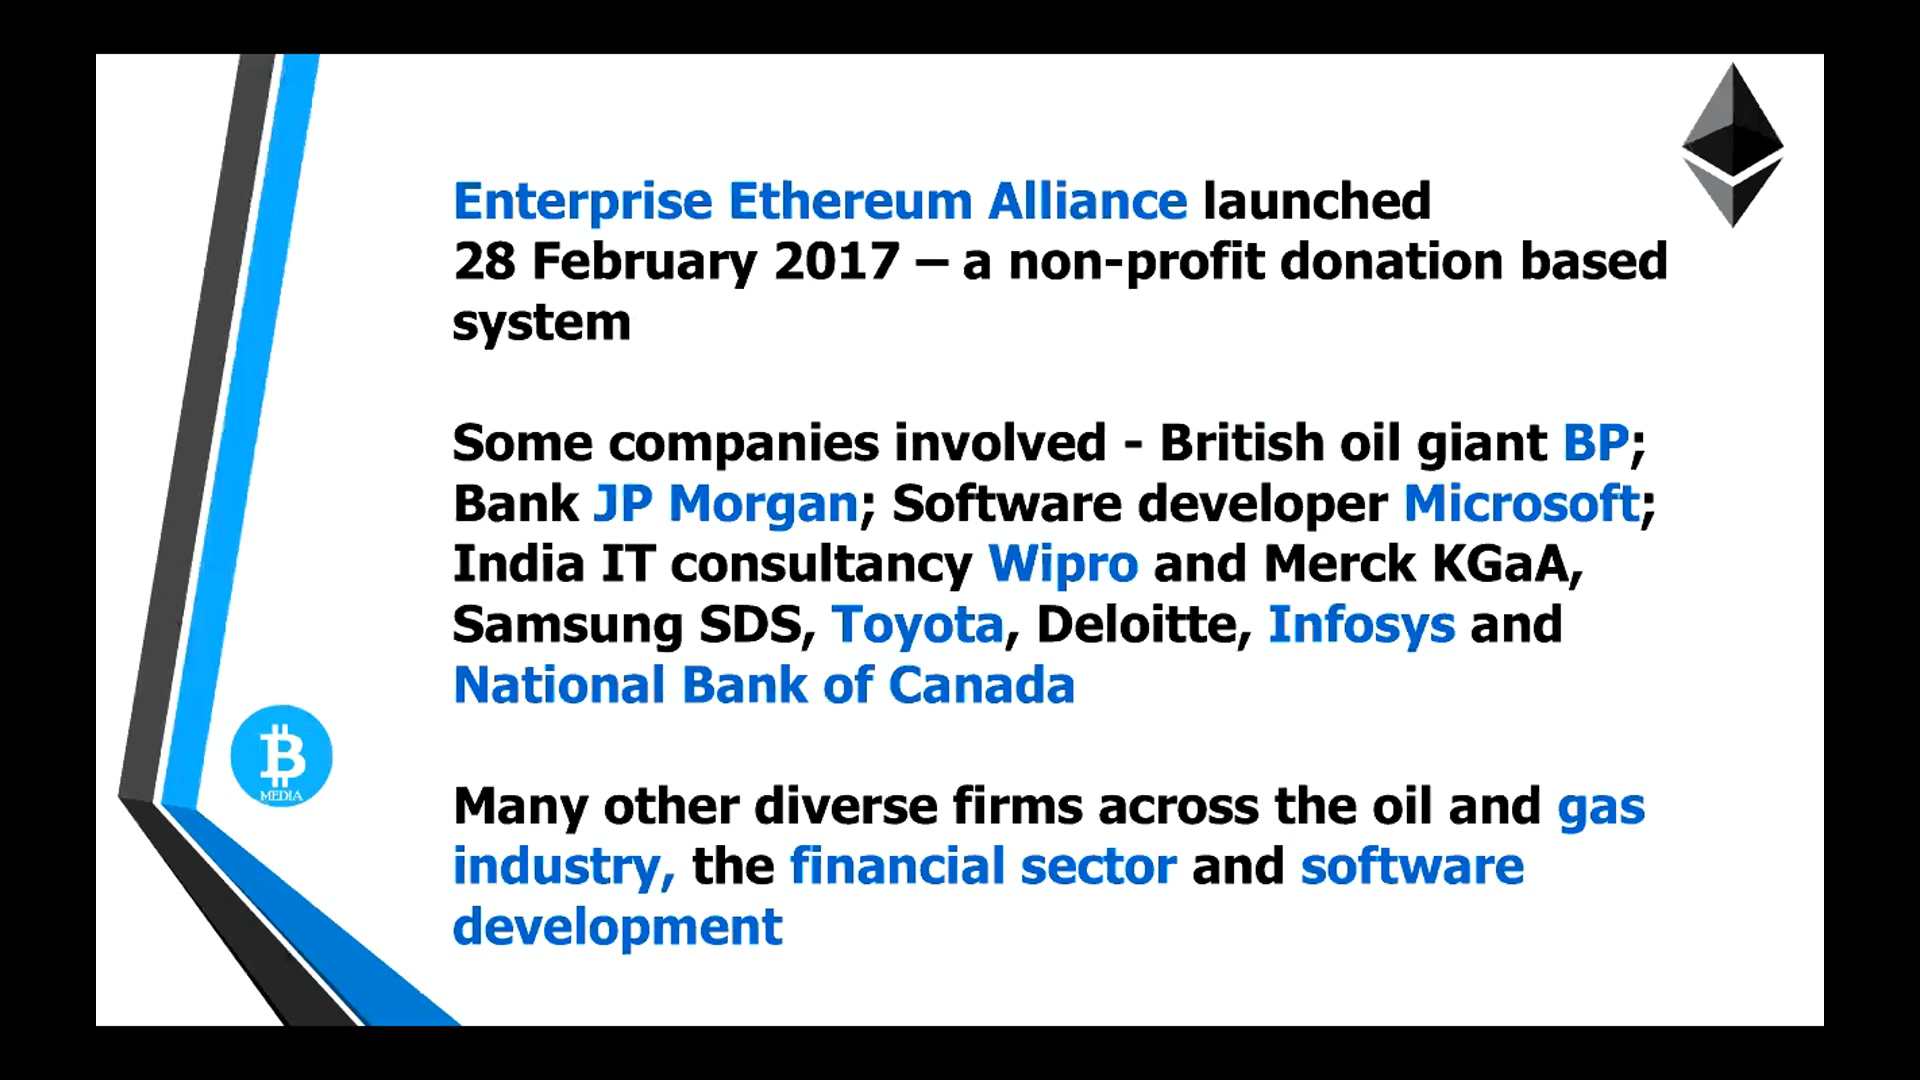 Enterprise Ethereum Alliance launched
28 February 2017 – a non-profit donation based
system
Some companies involved - British oil giant BP;
Bank JP Morgan; Software developer Microsoft;
India IT consultancy Wipro and Merck KGaA,
Samsung SDS, Toyota, Deloitte, Infosys and
National Bank of Canada
MEDIA
Many other diverse firms across the oil and gas
industry, the financial sector and software
development